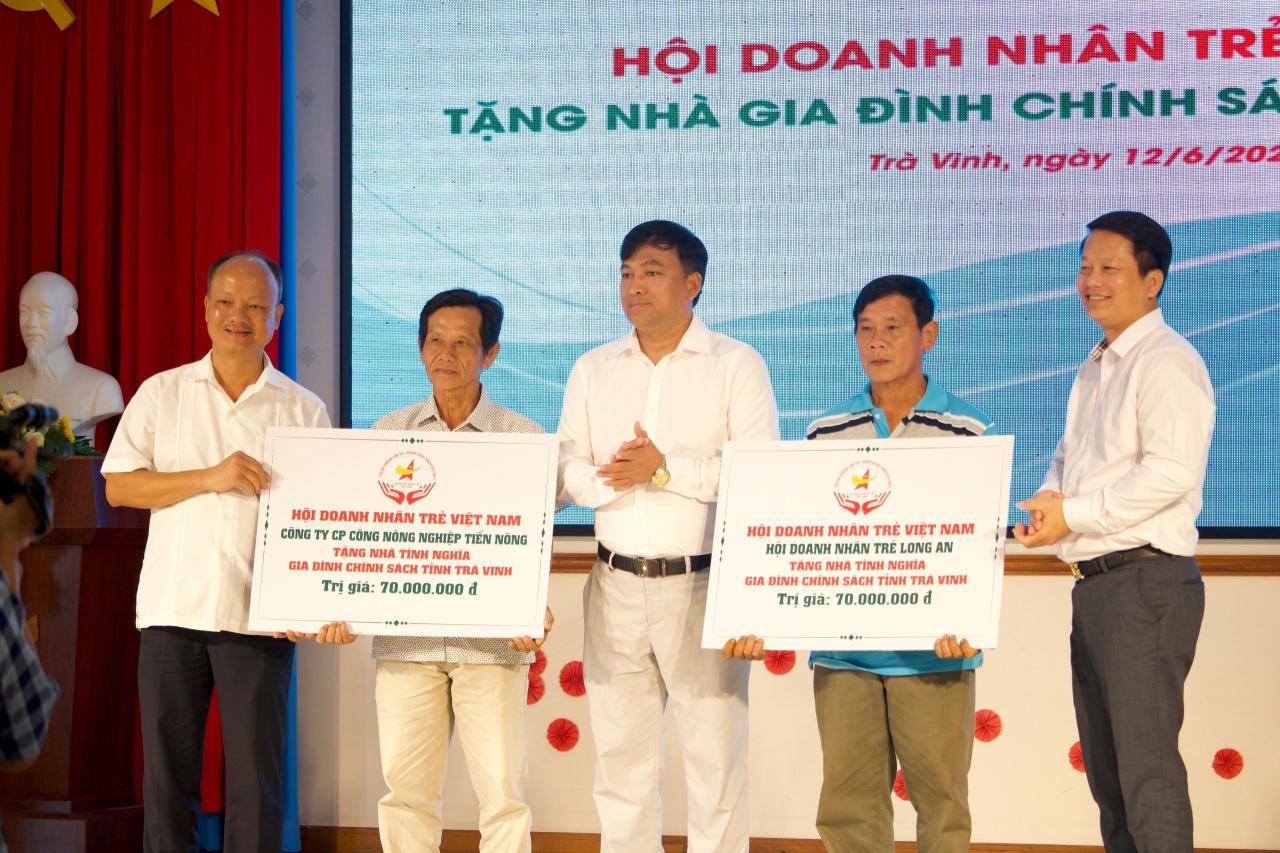 HỘI DOANH NHÂN TRẺ
TẶNG NHÀ GIA ĐÌNH CHÍNH SÁ
Trà Vinh, ngày 12/6/202
HỘI DOANH NHÂN TRẺ VIỆT NAM
CÔNG TY CP CÔNG NÔNG NGHIỆP TIẾN NÔNG
TẶNG NHÀ TÌNH NGHĨA
GIA ĐÌNH CHÍNH SÁCH TỈNH TRÀ VINH
Trị giá: 70.000.000 đ
HỘI DOANH NHÂN TRẺ VIỆT NAM
HỘI DOANH NHÂN TRẺ LONG AN
TẶNG NHÀ TÌNH NGHĨA
GIA ĐÌNH CHÍNH SÁCH TỈNH TRÀ VINH
Trị giá: 70.000.000 đ